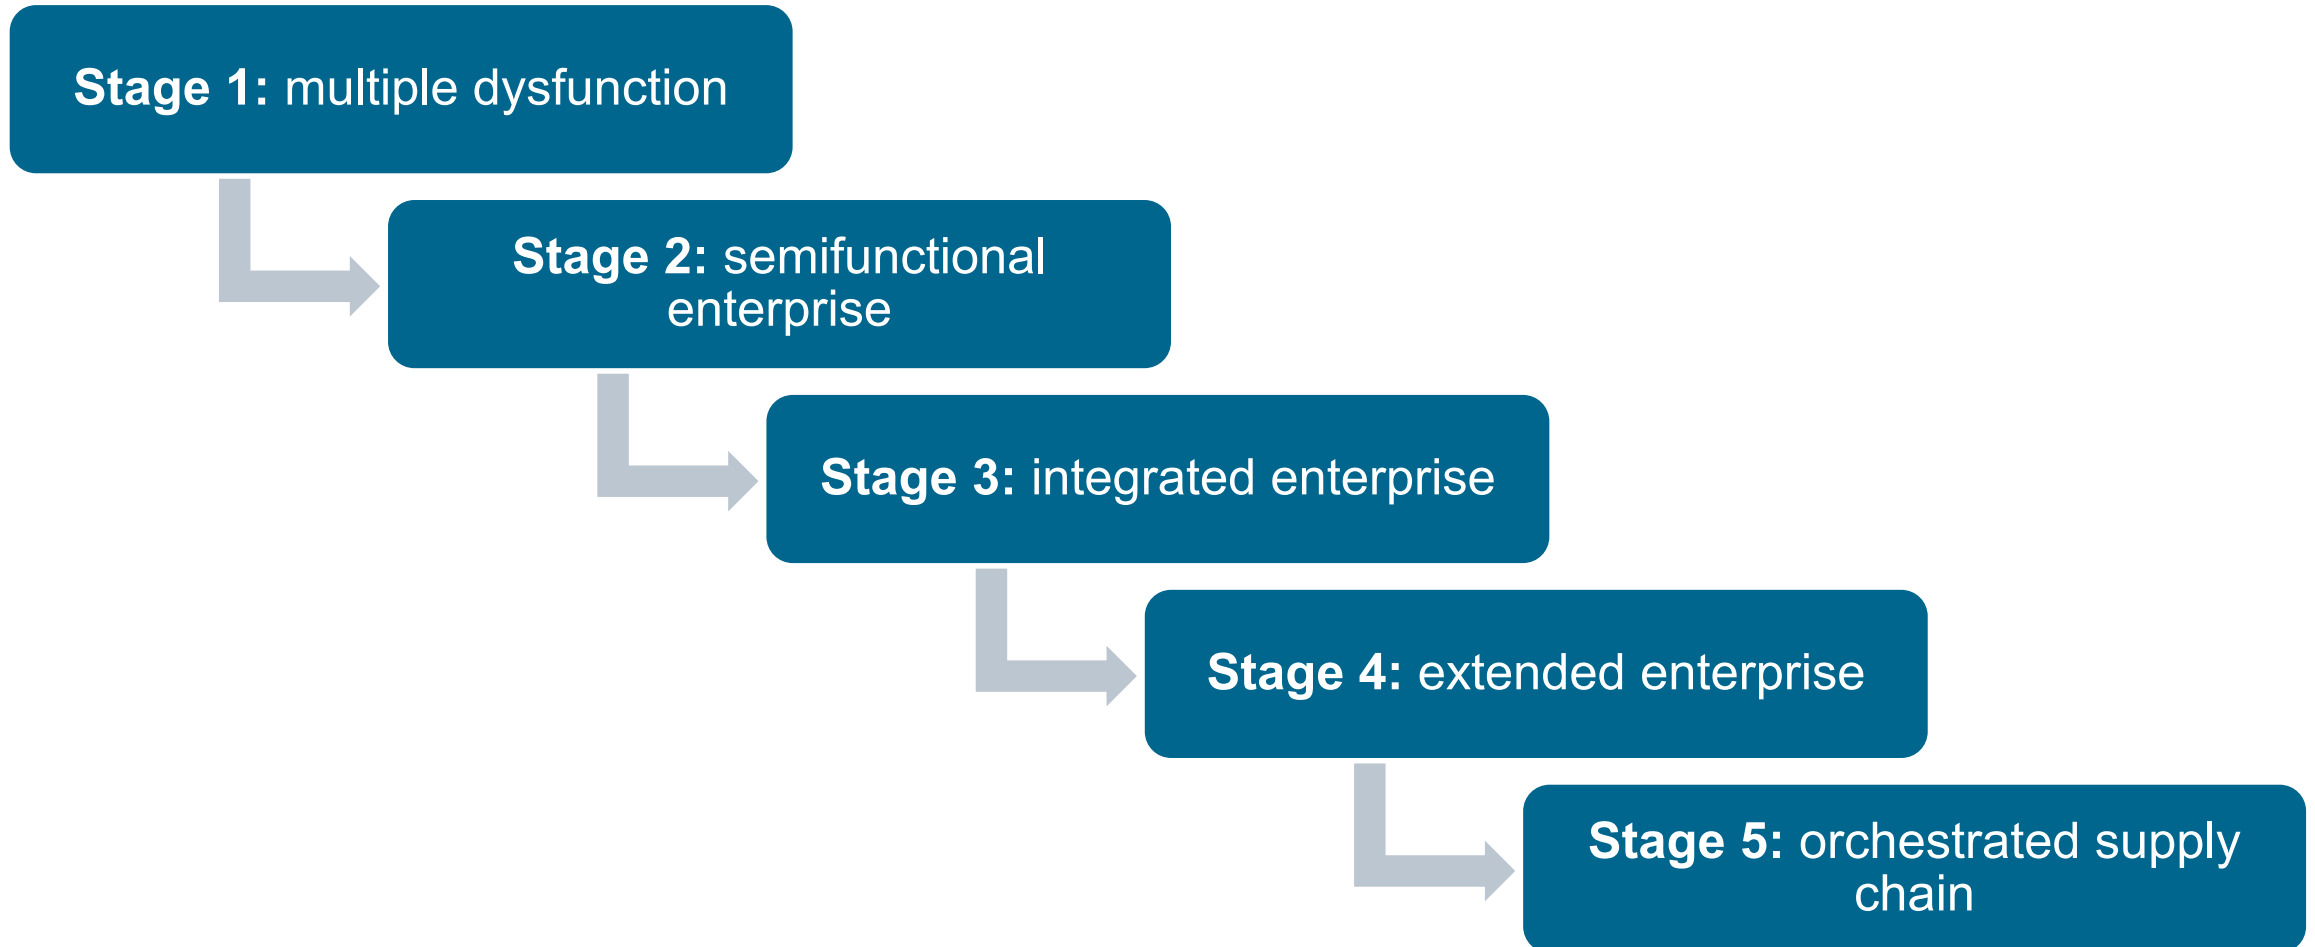 Stage 1: multiple dysfunction
Stage 2: semifunctional
enterprise
Stage 3: integrated enterprise
Stage 4: extended enterprise
Stage 5: orchestrated supply
chain